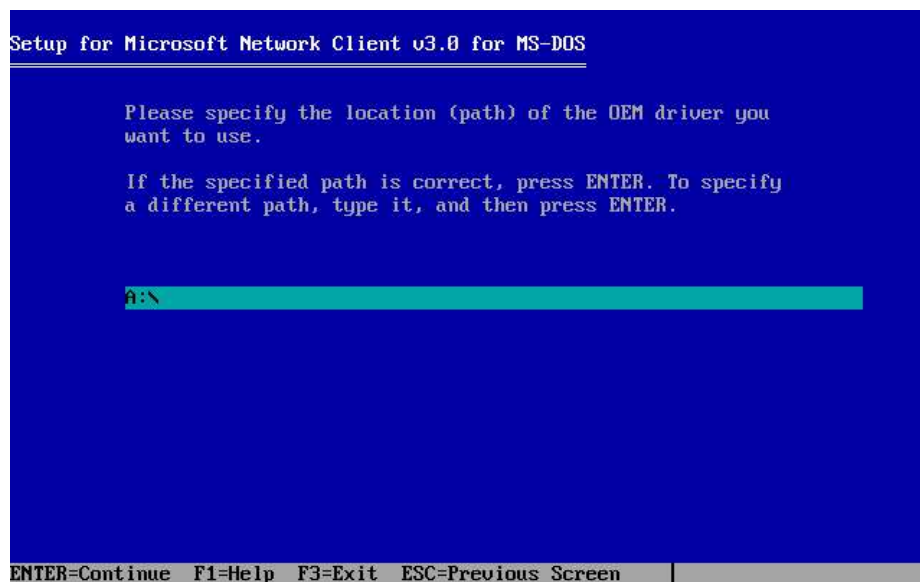 Setup for Microsoft Network Client v3.0 for MS-DOS
Please specify the location (path) of the OEM driver you
want to use.
If the specified path is correct, press ENTER. To specify
a different path, type it, and then press ENTER.
A:\
ENTER=Continue  F1=Help  F3=Exit  ESC=Previous Screen